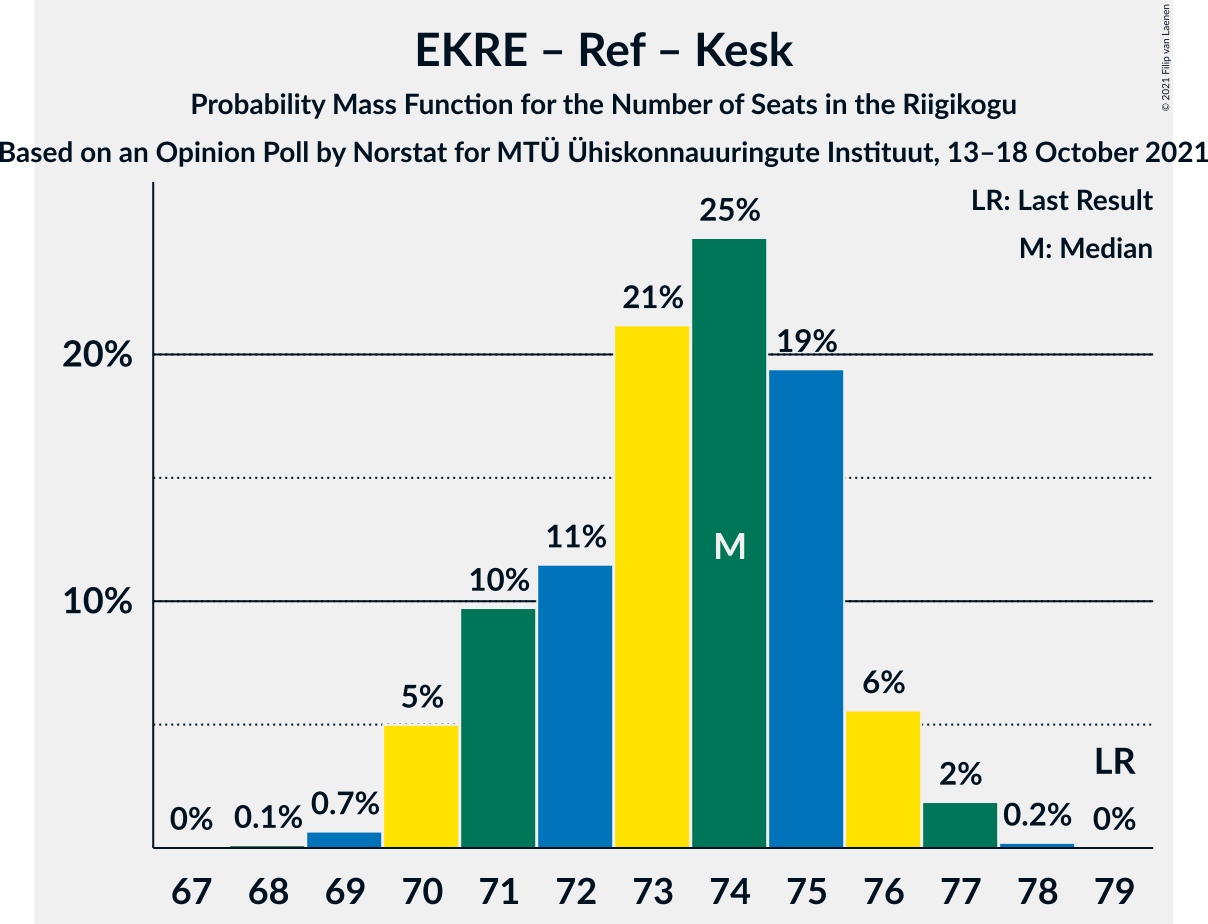 EKRE – Ref – Kesk
Probability Mass Function for the Number of Seats in the Riigikogu
Based on an Opinion Poll by Norstat for MTÜ Ühiskonnauuringute Instituut, 13–18 October 2021
© 2021 Filip van Laenen
LR: Last Result
M: Median
20%
10%
0%
0.1%
0.7%
5%
10%
11%
21%
25%
19%
6%
2%
0.2%
0%
M
LR
67 68 69 70 71 72 73 74 75 76 77 78 79